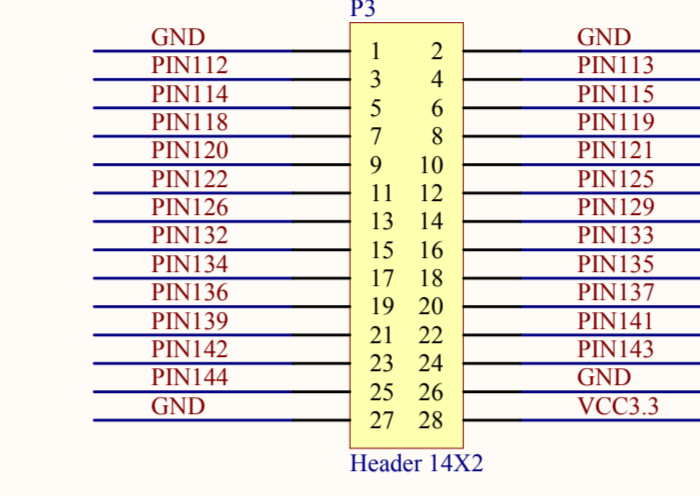 P3
GND 1 2 GND
PIN112 3 4 PIN113
PIN114 5 6 PIN115
PIN118 7 8 PIN119
PIN120 9 10 PIN121
PIN122 11 12 PIN125
PIN126 13 14 PIN129
PIN132 15 16 PIN133
PIN134 17 18 PIN135
PIN136 19 20 PIN137
PIN139 21 22 PIN141
PIN142 23 24 PIN143
PIN144 25 26 GND
GND 27 28 VCC3.3
Header 14X2